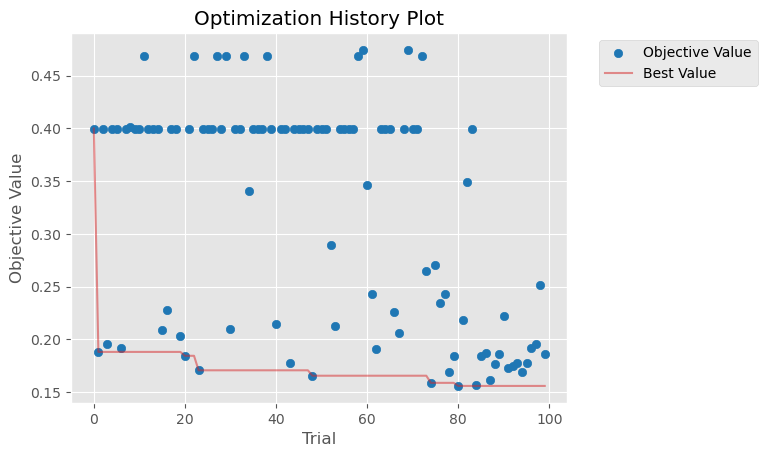 Optimization History Plot
Objective Value
Best Value
Objective Value
0.45
0.40
0.35
0.30
0.25
0.20
0.15
0 20 40 60 80 100
Trial